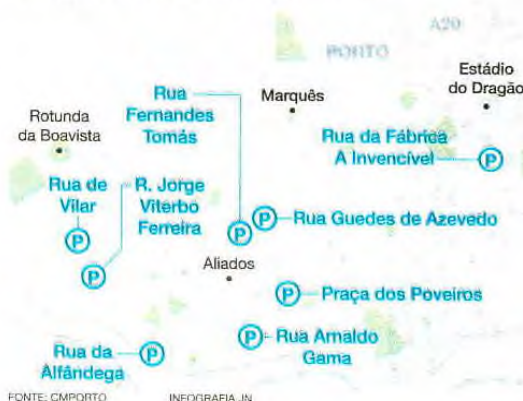 A20
PORTO
Estádio
do Dragão
Marquês
Rua
Fernandes
Tomás
Rotunda
da Boavista
Rua da Fábrica
A Invencível
P
Rua de
Vilar
P
R. Jorge
Viterbo
Ferreira
P
P
P
Rua Guedes de Azevedo
Aliados
P
Praça dos Poveiros
P
Rua Arnaldo
Gama
Rua da
Alfândega
P
FONTE: CMPORTO
INFOGRAFIA JN